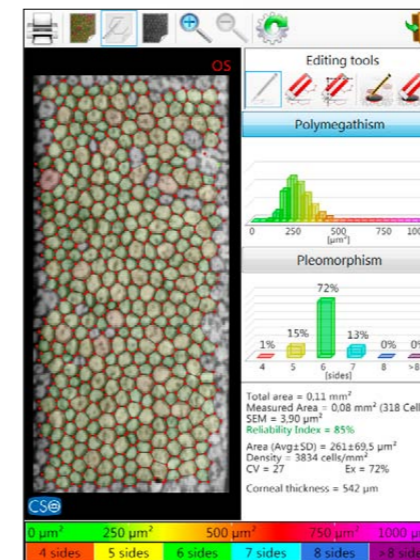 OS
Editing tools
Polymegathism
0 250 500 750 100
[µm²]
Pleomorphism
72%
1% 15% 13% 0% 0%
4 5 6 7 8 >8
[sides]
Total area = 0,11 mm²
Measured Area = 0,08 mm² (318 Cell
SEM = 3,90 µm²
Reliability Index = 85%
Area (Avg±SD) = 261±69,5 µm²
Density = 3834 cells/mm²
CV = 27 Ex = 72%
Corneal thickness = 542 µm
CSO
0 µm² 250 µm² 500 µm² 750 µm² 1000 µ
4 sides 5 sides 6 sides 7 sides 8 sides >8 side